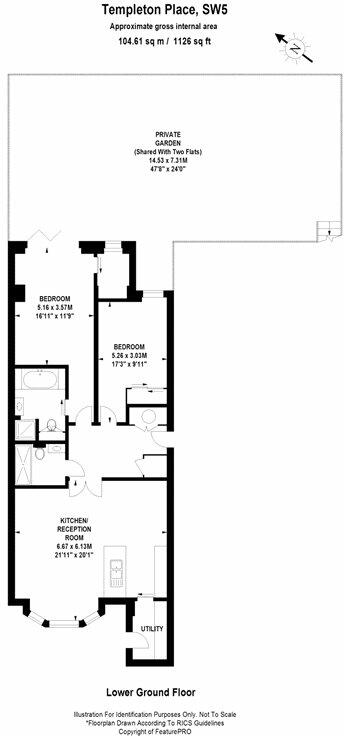 Templeton Place, SW5
Approximate gross internal area
104.61 sq m / 1126 sq ft
N
PRIVATE
GARDEN
(Shared With Two Flats)
14.53 x 7.31M
47'8" x 24'0"
BEDROOM
5.16 x 3.57M
16'11" x 11'9"
BEDROOM
5.26 x 3.03M
17'3" x 9'11"
KITCHEN/
RECEPTION
ROOM
6.67 x 6.13M
21'11" x 20'1"
UTILITY
Lower Ground Floor
Illustration For Identification Purposes Only. Not To Scale
*Floorplan Drawn According To RICS Guidelines
Copyright of FeaturePRO